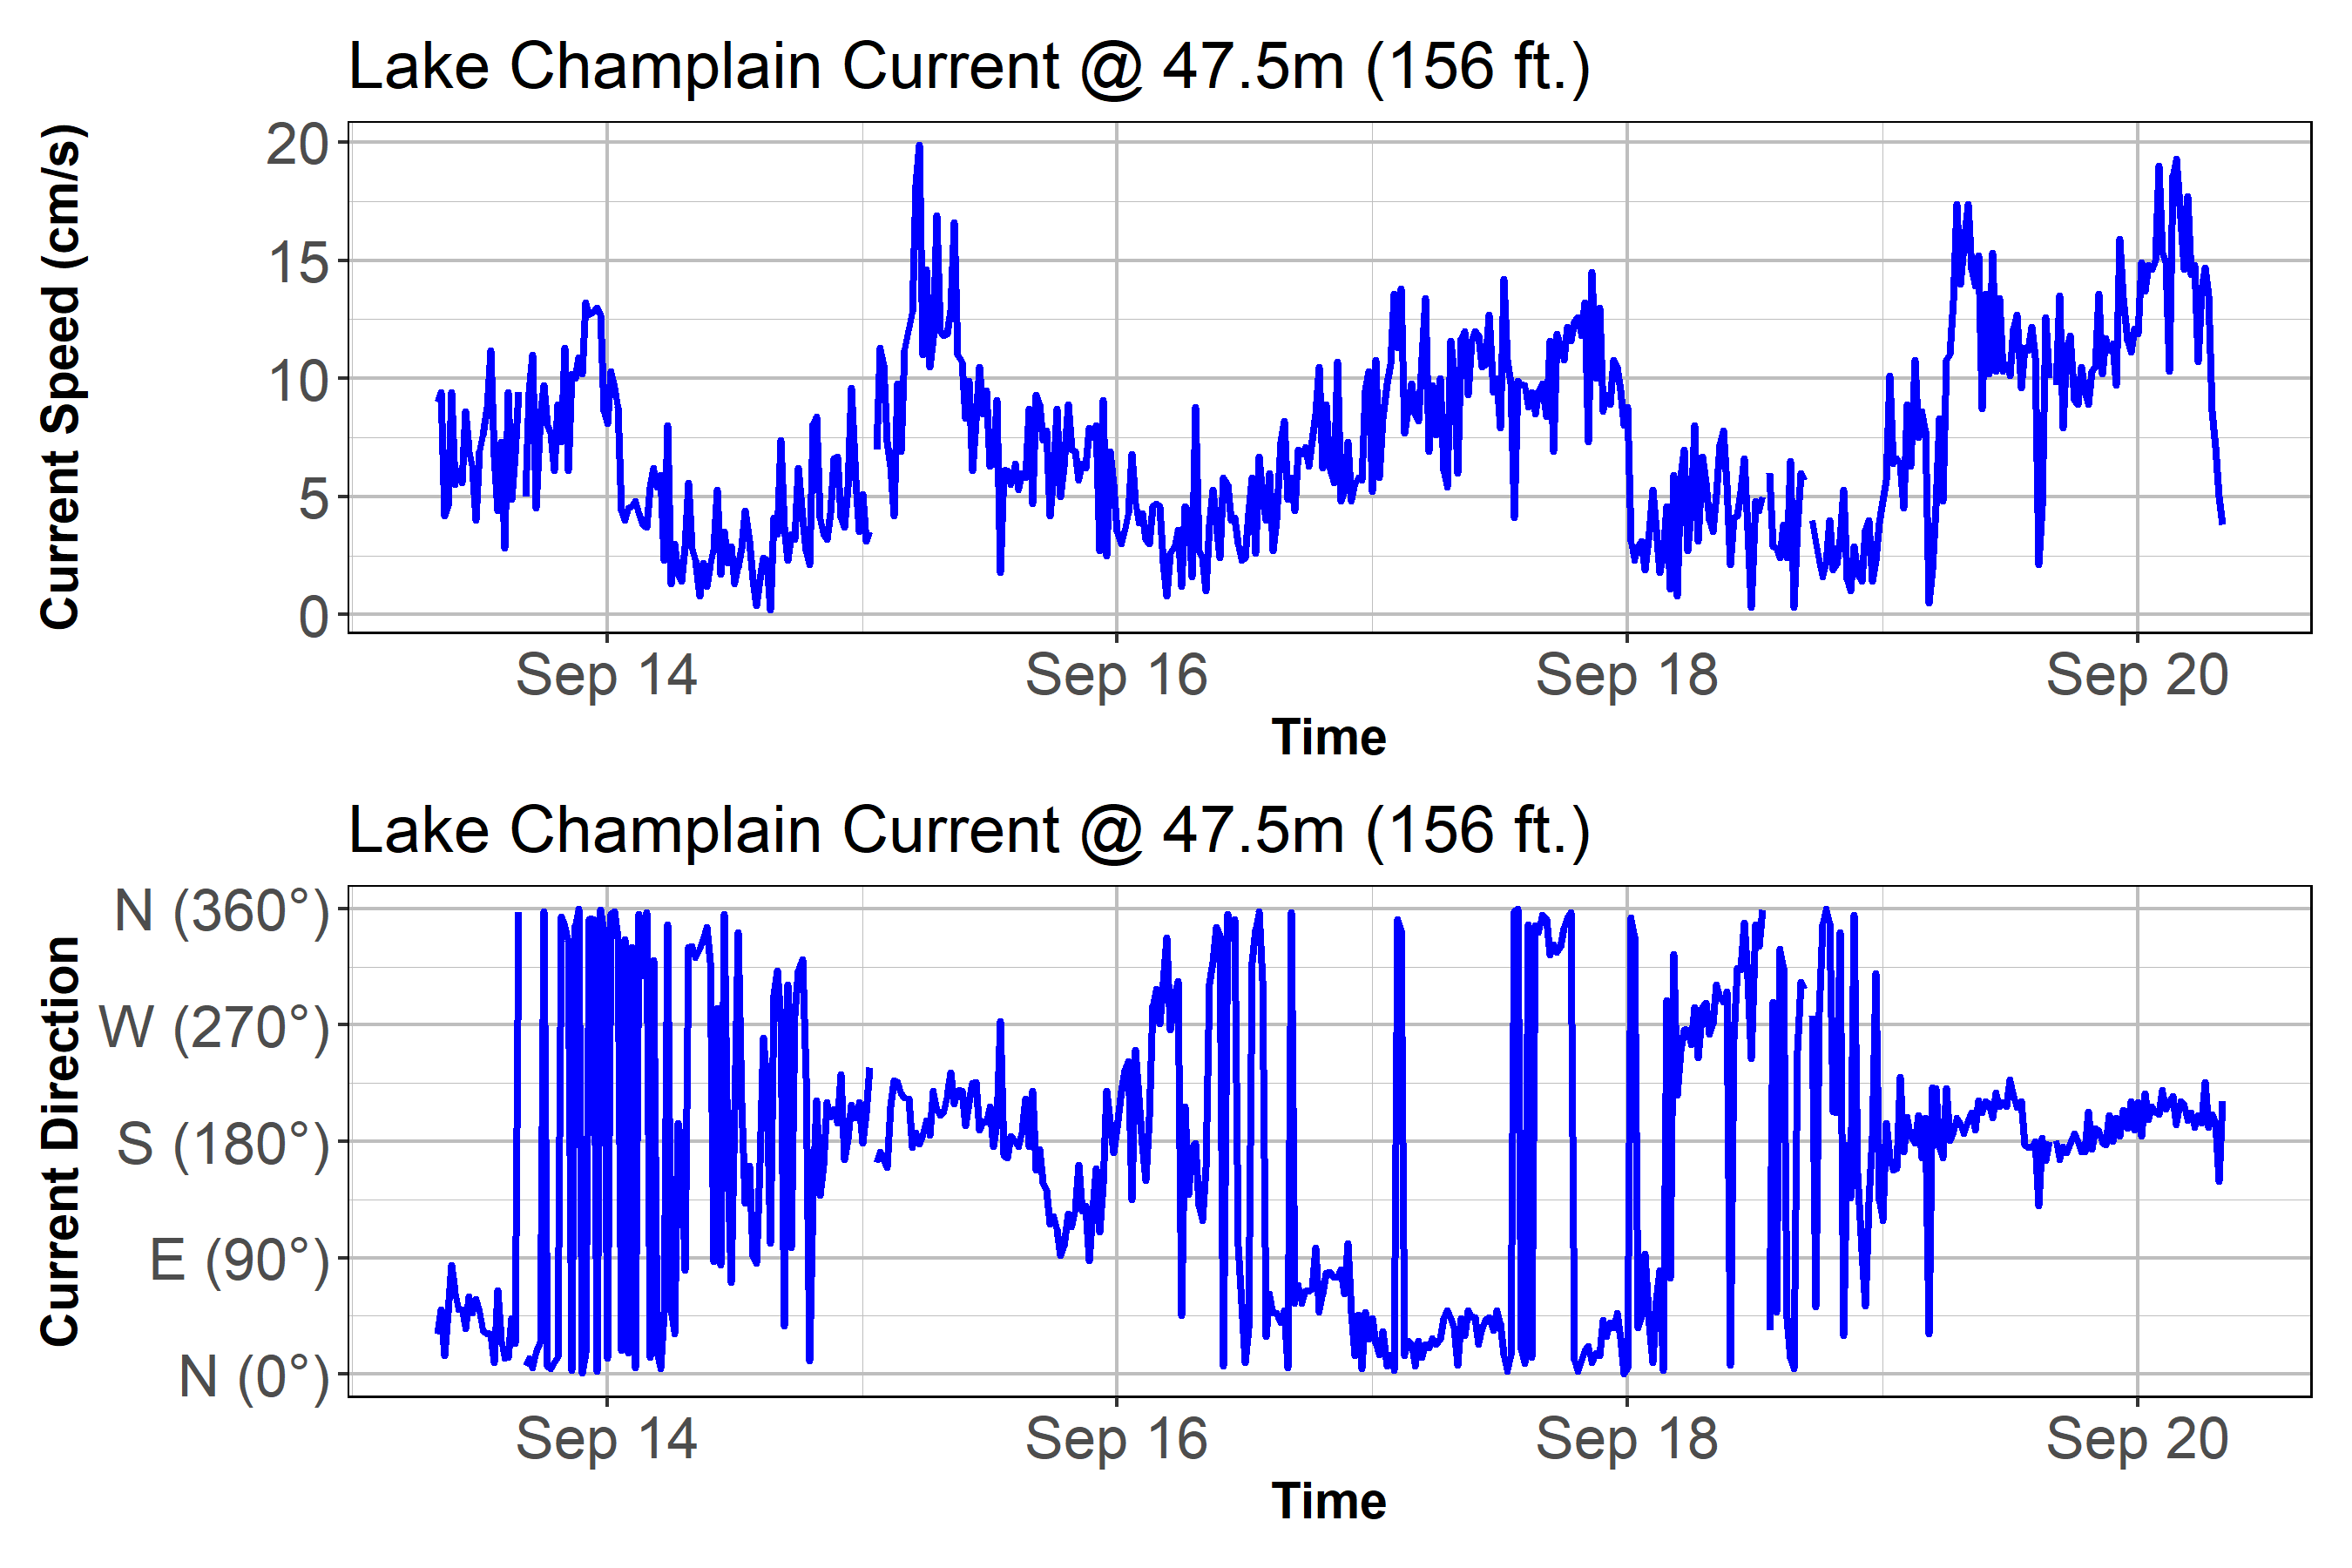 Lake Champlain Current @ 47.5m (156 ft.)
Current Speed (cm/s)
20
15
10
5
0
Sep 14 Sep 16 Sep 18 Sep 20
Time
Lake Champlain Current @ 47.5m (156 ft.)
Current Direction
N (360°)
W (270°)
S (180°)
E (90°)
N (0°)
Sep 14 Sep 16 Sep 18 Sep 20
Time